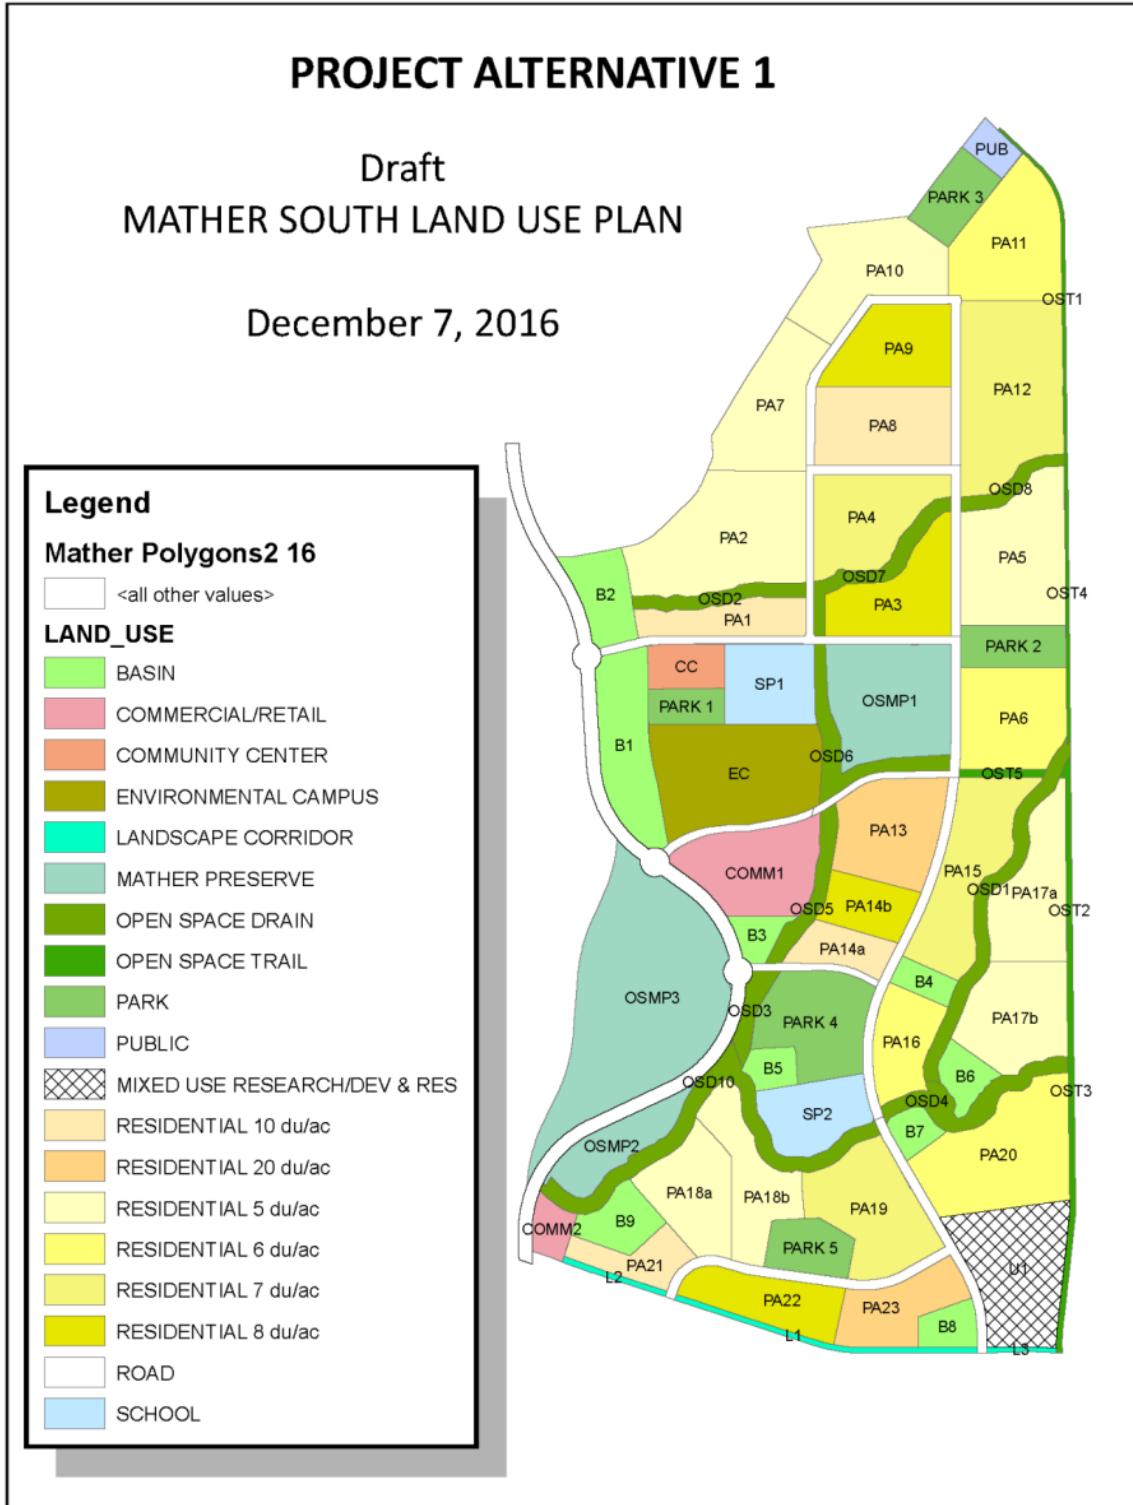 PROJECT ALTERNATIVE 1
Draft
MATHER SOUTH LAND USE PLAN
December 7, 2016
Legend
Mather Polygons2 16
<all other values>
LAND_USE
BASIN
COMMERCIAL/RETAIL
COMMUNITY CENTER
ENVIRONMENTAL CAMPUS
LANDSCAPE CORRIDOR
MATHER PRESERVE
OPEN SPACE DRAIN
OPEN SPACE TRAIL
PARK
PUBLIC
MIXED USE RESEARCH/DEV & RES
RESIDENTIAL 10 du/ac
RESIDENTIAL 20 du/ac
RESIDENTIAL 5 du/ac
RESIDENTIAL 6 du/ac
RESIDENTIAL 7 du/ac
RESIDENTIAL 8 du/ac
ROAD
SCHOOL
PUB
PARK 3
PA11
PA10
OST1
PA9
PA12
PA7
PA8
OSD8
PA4
PA2
PA5
OSD7
B2
OSD2
OST4
PA3
PA1
PARK 2
CC
SP1
OSMP1
PARK 1
PA6
B1
OSD6
EC
OST5
PA13
COMM1
PA15
OSD1
PA17a
PA14b
OSD5
OST2
B3
PA14a
B4
OSMP3
OSD3
PARK 4
PA17b
PA16
B5
B6
OSD10
OST3
OSD4
SP2
B7
OSMP2
PA20
PA18a
PA18b
PA19
B9
COMM2
PARK 5
PA21
U1
L2
PA22
PA23
B8
L1
L3